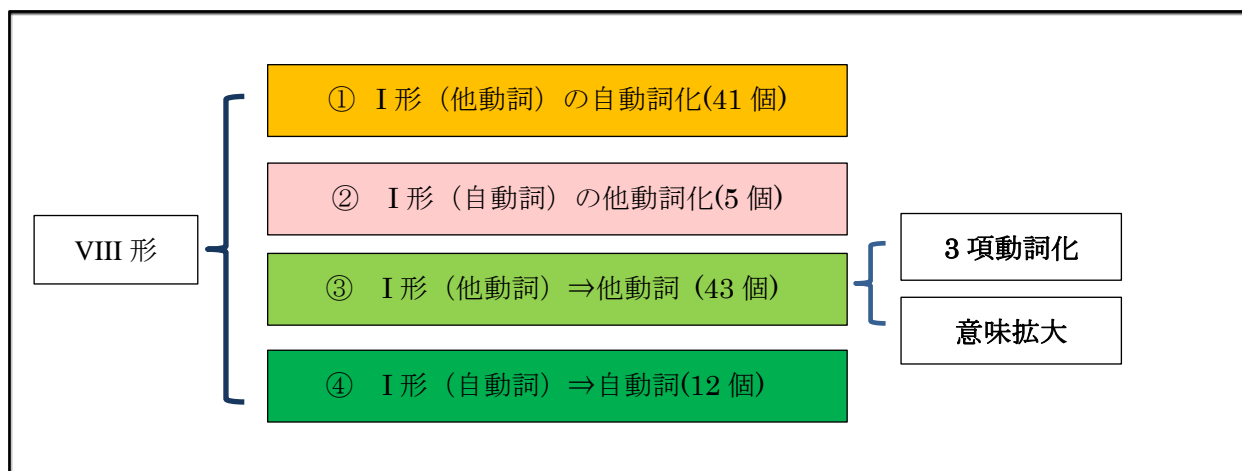 ① I 形（他動詞）の自動詞化(41 個)
② I 形（自動詞）の他動詞化(5 個)
VIII 形
3 項動詞化
③ I 形（他動詞）⇒他動詞 (43 個)
意味拡大
④ I 形（自動詞）⇒自動詞(12 個)